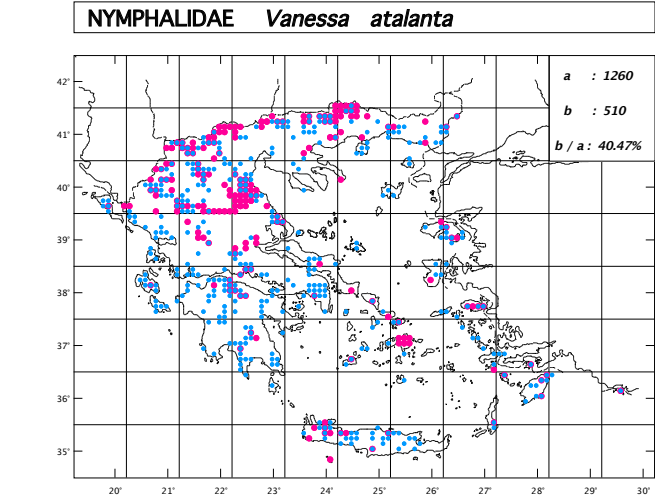 NYMPHALIDAE Vanessa atalanta
a : 1260
b : 510
b / a : 40.47%
42'
41'
40'
39'
38'
37'
36'
35'
20' 21' 22' 23' 24' 25' 26' 27' 28' 29' 30'